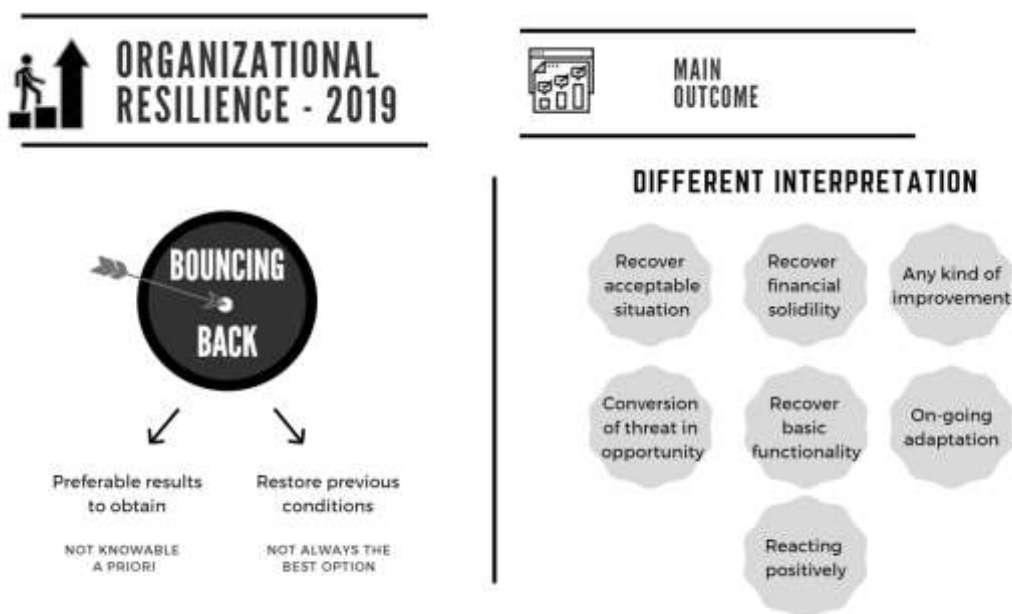 ORGANIZATIONAL
RESILIENCE - 2019
BOUNCING
BACK
Preferable results
to obtain
NOT KNOWABLE
A PRIORI
Restore previous
conditions
NOT ALWAYS THE
BEST OPTION
MAIN
OUTCOME
DIFFERENT INTERPRETATION
Recover
acceptable
situation
Recover
financial
solidity
Any kind of
improvement
Conversion
of threat in
opportunity
Recover
basic
functionality
On-going
adaptation
Reacting
positively